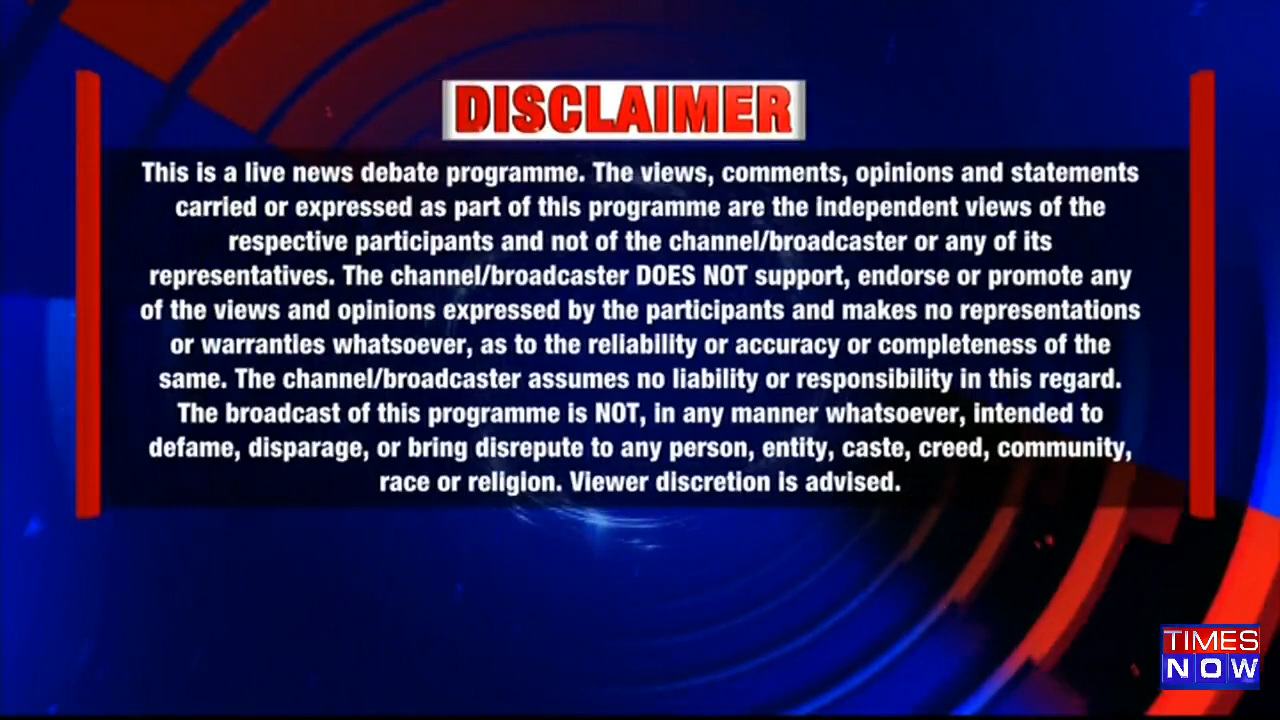 DISCLAIMER
This is a live news debate programme. The views, comments, opinions and statements
carried or expressed as part of this programme are the independent views of the
respective participants and not of the channel/broadcaster or any of its
representatives. The channel/broadcaster DOES NOT support, endorse or promote any
of the views and opinions expressed by the participants and makes no representations
or warranties whatsoever, as to the reliability or accuracy or completeness of the
same. The channel/broadcaster assumes no liability or responsibility in this regard.
The broadcast of this programme is NOT, in any manner whatsoever, intended to
defame, disparage, or bring disrepute to any person, entity, caste, creed, community,
race or religion. Viewer discretion is advised.
TIMES
NOW